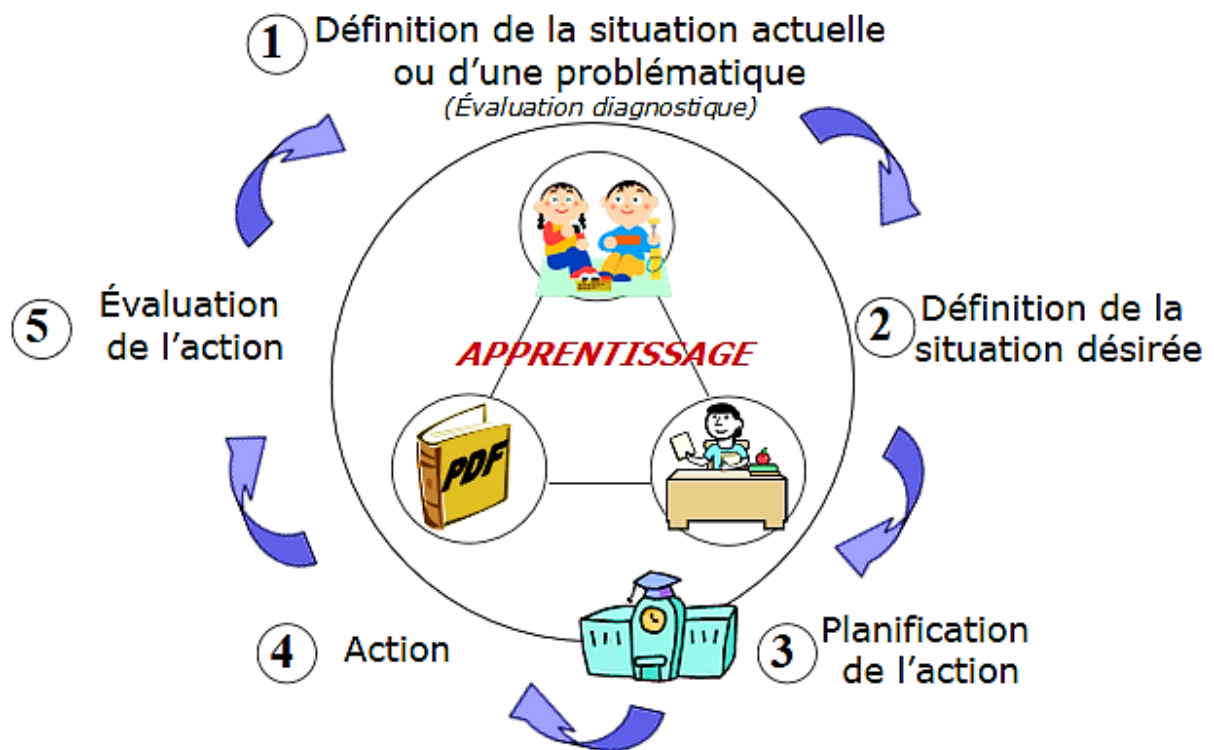 1 Définition de la situation actuelle
ou d'une problématique
(Évaluation diagnostique)
5 Évaluation
de l'action
APPRENTISSAGE
2 Définition de la
situation désirée
PDF
4 Action
3 Planification
de l'action